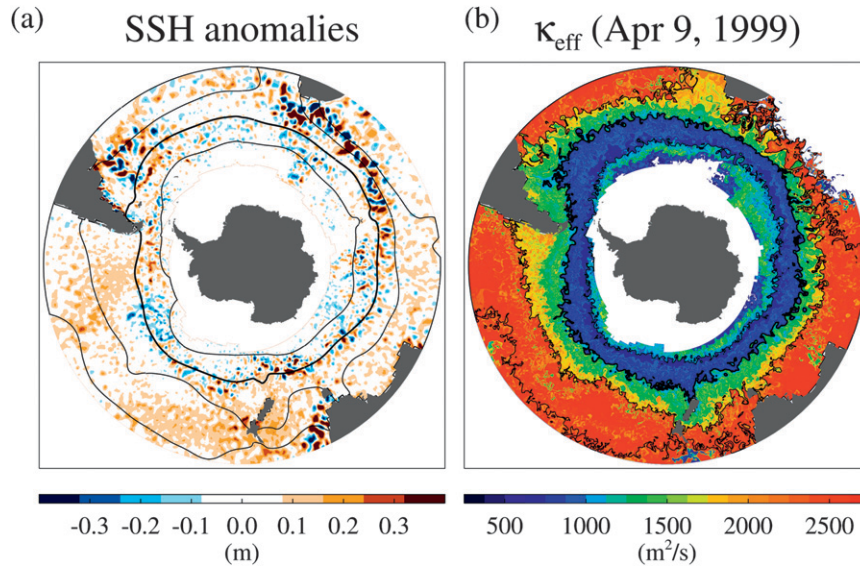 (a) SSH anomalies
(b) κeff (Apr 9, 1999)
-0.3 -0.2 -0.1 0.0 0.1 0.2 0.3
(m)
500 1000 1500 2000 2500
(m²/s)